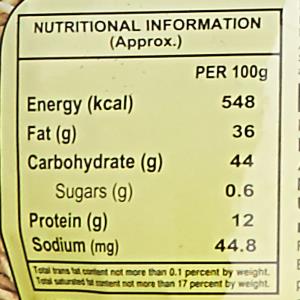 NUTRITIONAL INFORMATION
(Approx.)
PER 100g
Energy (kcal) 548
Fat (g) 36
Carbohydrate (g) 44
Sugars (g) 0.6
Protein (g) 12
Sodium (mg) 44.8
Total trans fat content not more than 0.1 percent by weight.
Total saturated fat content not more than 17 percent by weight.